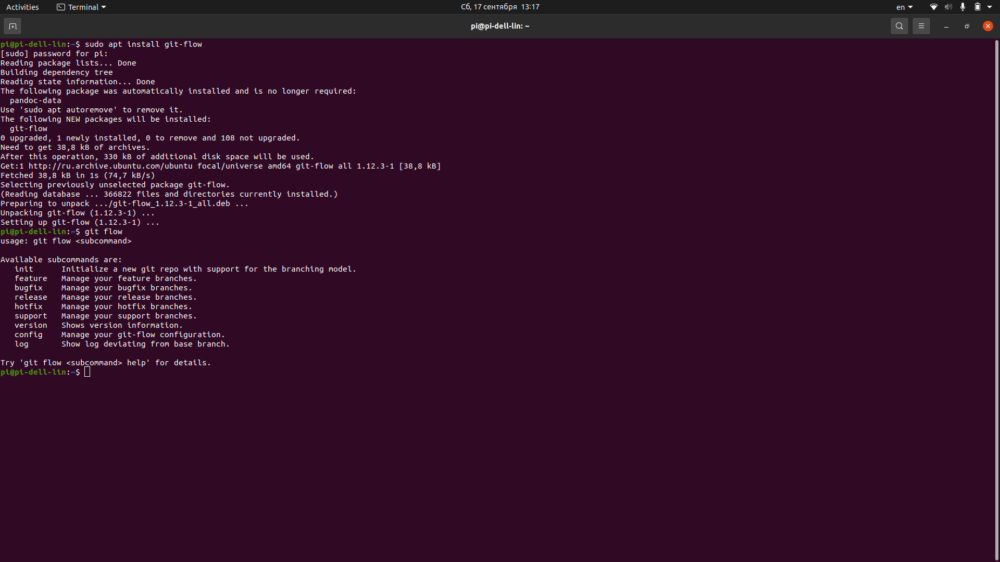 Activities Terminal Сб, 17 сентября 13:17 en
pi@pi-dell-lin: ~
pi@pi-dell-lin:~$ sudo apt install git-flow
[sudo] password for pi:
Reading package lists... Done
Building dependency tree
Reading state information... Done
The following package was automatically installed and is no longer required:
  pandoc-data
Use 'sudo apt autoremove' to remove it.
The following NEW packages will be installed:
  git-flow
0 upgraded, 1 newly installed, 0 to remove and 108 not upgraded.
Need to get 38,8 kB of archives.
After this operation, 330 kB of additional disk space will be used.
Get:1 http://ru.archive.ubuntu.com/ubuntu focal/universe amd64 git-flow all 1.12.3-1 [38,8 kB]
Fetched 38,8 kB in 1s (74,7 kB/s)
Selecting previously unselected package git-flow.
(Reading database ... 366822 files and directories currently installed.)
Preparing to unpack .../git-flow_1.12.3-1_all.deb ...
Unpacking git-flow (1.12.3-1) ...
Setting up git-flow (1.12.3-1) ...
pi@pi-dell-lin:~$ git flow
usage: git flow <subcommand>

Available subcommands are:
   init      Initialize a new git repo with support for the branching model.
   feature   Manage your feature branches.
   bugfix    Manage your bugfix branches.
   release   Manage your release branches.
   hotfix    Manage your hotfix branches.
   support   Manage your support branches.
   version   Shows version information.
   config    Manage your git-flow configuration.
   log       Show log deviating from base branch.

Try 'git flow <subcommand> help' for details.
pi@pi-dell-lin:~$